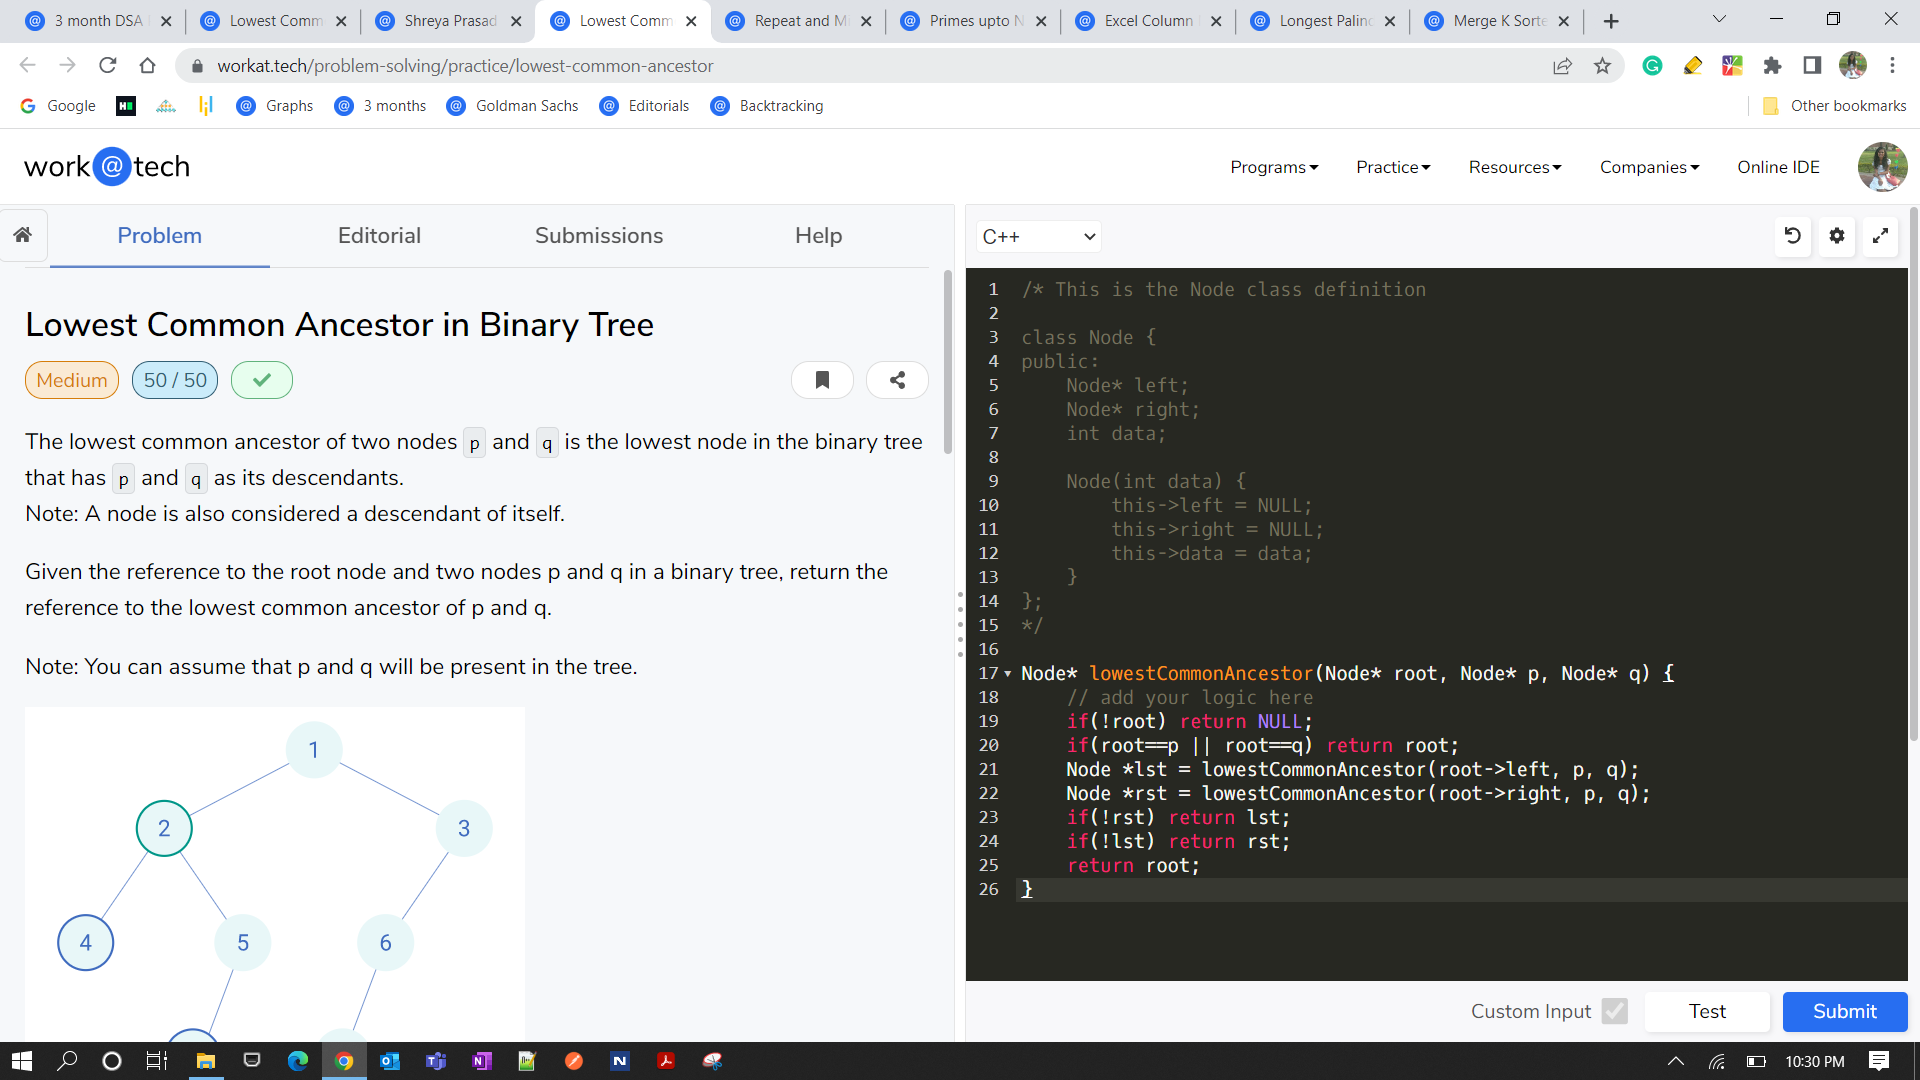 3 month DSA
Lowest Comm
Shreya Prasad
Lowest Comm
Repeat and Mi
Primes upto N
Excel Column
Longest Palin
Merge K Sorte
workat.tech/problem-solving/practice/lowest-common-ancestor
Google
Graphs
3 months
Goldman Sachs
Editorials
Backtracking
Other bookmarks
work@tech
Programs
Practice
Resources
Companies
Online IDE
Problem
Editorial
Submissions
Help
C++
Lowest Common Ancestor in Binary Tree
Medium
50 / 50
The lowest common ancestor of two nodes p and q is the lowest node in the binary tree
that has p and q as its descendants.
Note: A node is also considered a descendant of itself.
Given the reference to the root node and two nodes p and q in a binary tree, return the
reference to the lowest common ancestor of p and q.
Note: You can assume that p and q will be present in the tree.
1
2
3
4
5
6
1 /* This is the Node class definition
2
3 class Node {
4 public:
5     Node* left;
6     Node* right;
7     int data;
8
9     Node(int data) {
10         this->left = NULL;
11         this->right = NULL;
12         this->data = data;
13     }
14 };
15 */
16
17 Node* lowestCommonAncestor(Node* root, Node* p, Node* q) {
18     // add your logic here
19     if(!root) return NULL;
20     if(root==p || root==q) return root;
21     Node *lst = lowestCommonAncestor(root->left, p, q);
22     Node *rst = lowestCommonAncestor(root->right, p, q);
23     if(!rst) return lst;
24     if(!lst) return rst;
25     return root;
26 }
Custom Input
Test
Submit
10:30 PM